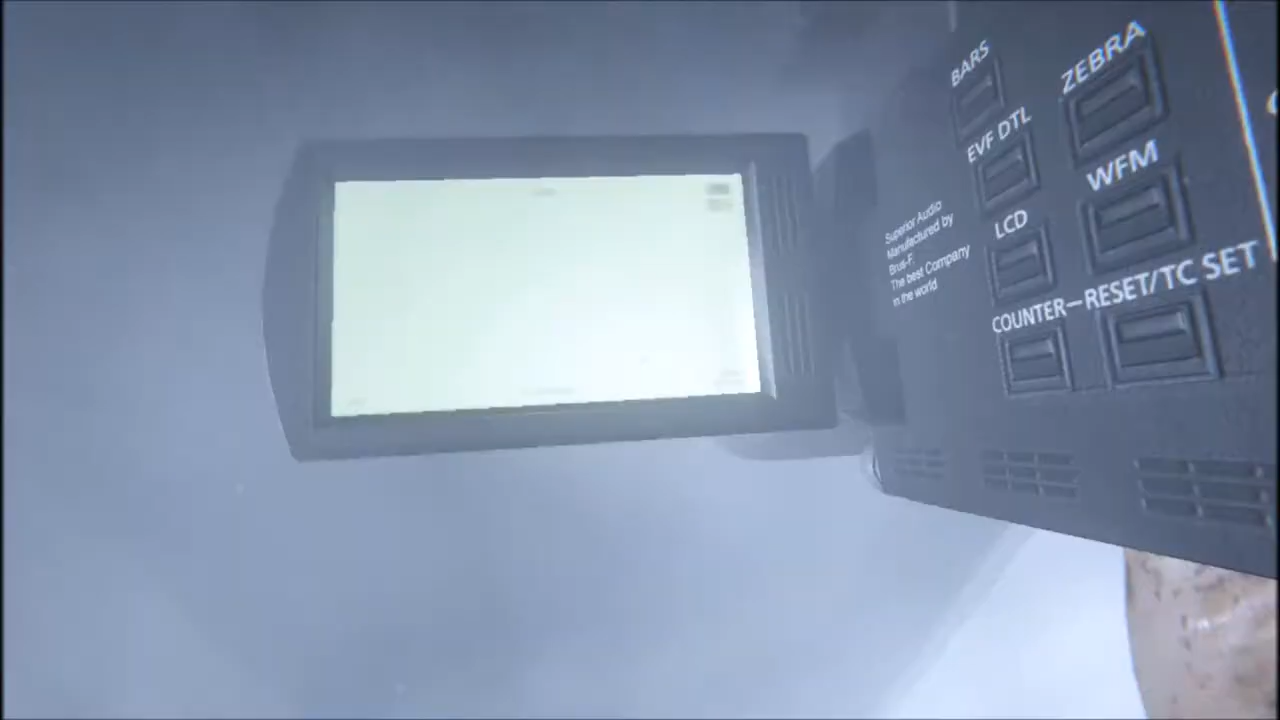 BARS
ZEBRA
EVF DTL
WFM
LCD
COUNTER—RESET/TC SET
Superior Audio
Manufactured by
Brus-F.
The best Company
in the world